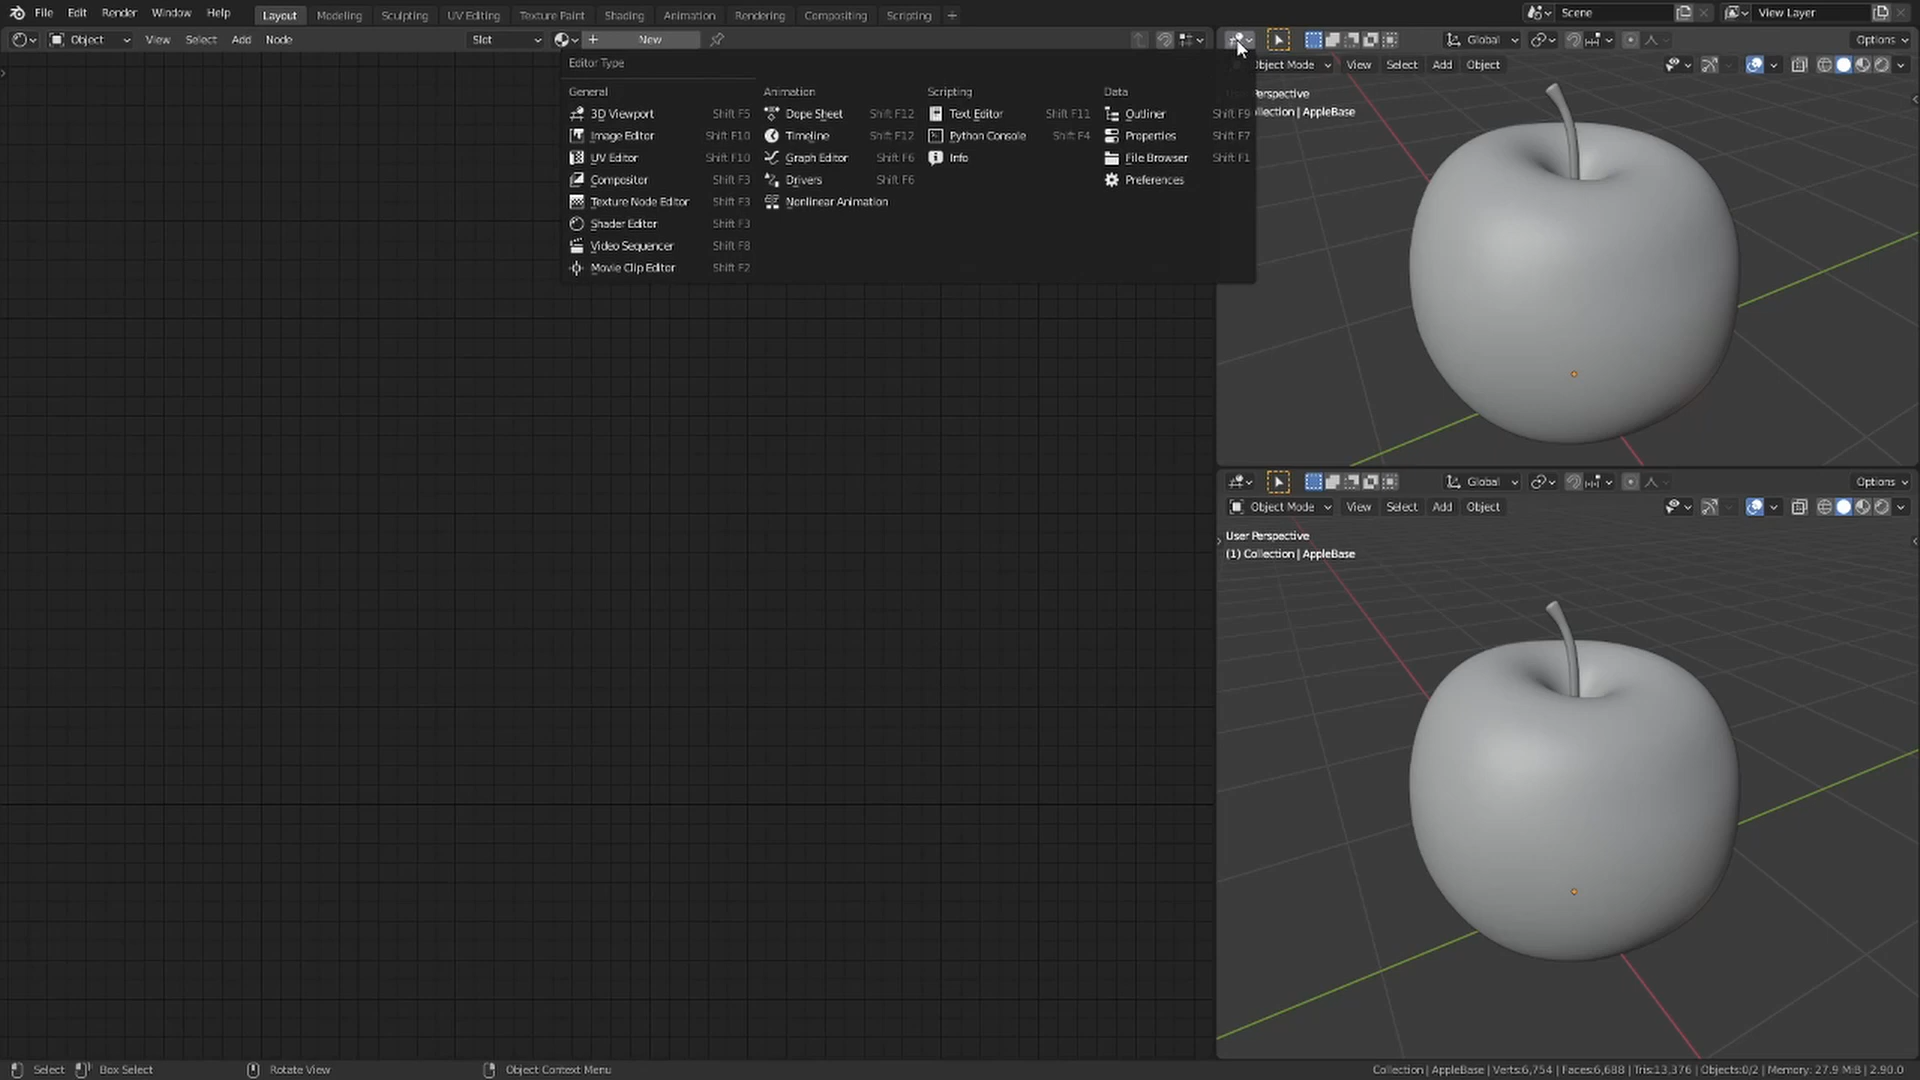 File Edit Render Window Help Layout Modeling Sculpting UV Editing Texture Paint Shading Animation Rendering Compositing Scripting + Scene View Layer
Object View Select Add Node Slot New Global Options
Object Mode View Select Add Object
Editor Type
General Animation Scripting Data
3D Viewport Shift F5 Dope Sheet Shift F12 Text Editor Shift F11 Outliner Shift F9
Image Editor Shift F10 Timeline Shift F12 Python Console Shift F4 Properties Shift F7
UV Editor Shift F10 Graph Editor Shift F6 Info File Browser Shift F1
Compositor Shift F3 Drivers Shift F6 Preferences
Texture Node Editor Shift F3 Nonlinear Animation
Shader Editor Shift F3
Video Sequencer Shift F8
Movie Clip Editor Shift F2
Perspective
llection | AppleBase
Global Options
Object Mode View Select Add Object
User Perspective
(1) Collection | AppleBase
Select Box Select Rotate View Object Context Menu Collection | AppleBase | Verts:6,754 | Faces:6,688 | Tris:13,376 | Objects:0/2 | Memory: 27.9 MiB | 2.90.0